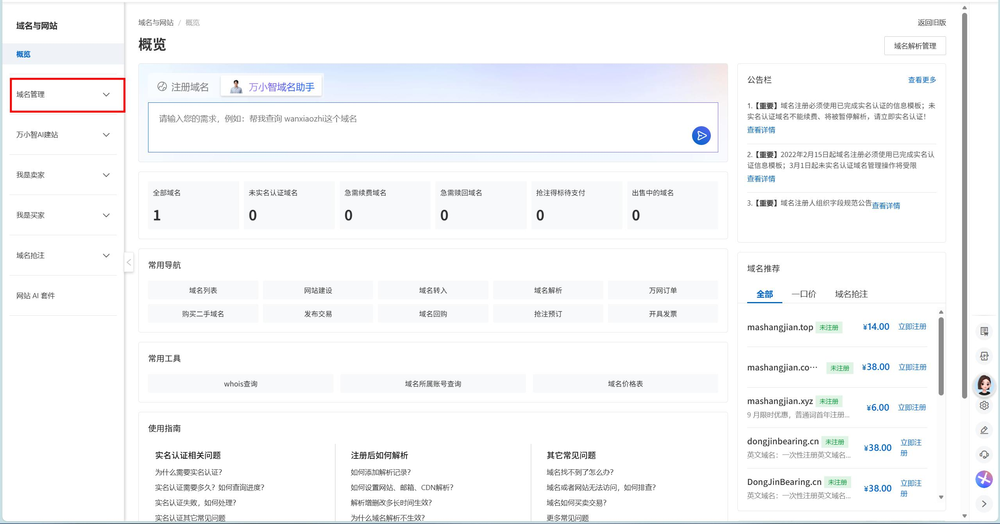 域名与网站
概览
域名管理
万小智AI建站
我是卖家
我是买家
域名抢注
网站 AI 套件
域名与网站 / 概览
返回旧版
概览
域名解析管理
注册域名
万小智域名助手
请输入您的需求，例如：帮我查询 wanxiaozhi这个域名
全部域名
1
未实名认证域名
0
急需续费域名
0
急需赎回域名
0
抢注得标待支付
0
出售中的域名
0
常用导航
域名列表
网站建设
域名转入
域名解析
万网订单
购买二手域名
发布交易
域名回购
抢注预订
开具发票
常用工具
whois查询
域名所属账号查询
域名价格表
使用指南
实名认证相关问题
为什么需要实名认证？
实名认证需要多久？如何查询进度？
实名认证失败，如何处理？
实名认证其它常见问题
注册后如何解析
如何添加解析记录？
如何设置网站、邮箱、CDN解析？
解析增删改多长时间生效？
为什么域名解析不生效？
其它常见问题
域名找不到了怎么办？
域名或者网站无法访问，如何排查？
域名如何买卖交易？
更多常见问题
公告栏
查看更多
1.【重要】域名注册必须使用已完成实名认证的信息模板；未
实名认证域名不能续费、将被暂停解析，请立即实名认证！
查看详情
2.【重要】2022年2月15日起域名注册必须使用已完成实名认
证信息模板；3月1日起未实名认证域名管理操作将受限
查看详情
3.【重要】域名注册人组织字段规范公告查看详情
域名推荐
全部
一口价
域名抢注
mashangjian.top 未注册 ¥14.00 立即注册
mashangjian.co··· 未注册 ¥38.00 立即注册
mashangjian.xyz 未注册 ¥6.00 立即注册
9 月限时优惠，普通词首年注册...
dongjinbearing.cn 未注册 ¥38.00 立即注
册
英文域名：一次性注册英文域名...
DongJinBearing.cn 未注册 ¥38.00 立即注
册
英文域名：一次性注册英文域名...
APP